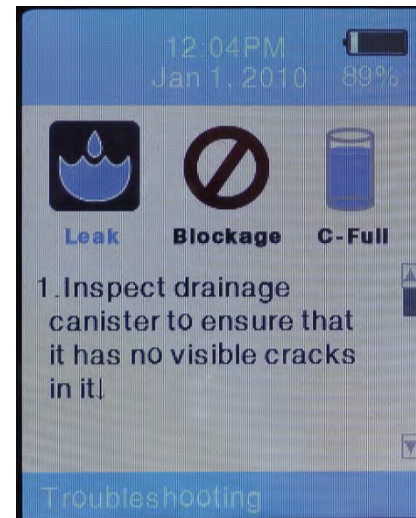 12:04PM
Jan 1, 2010 89%
Leak Blockage C-Full
1.Inspect drainage
canister to ensure that
it has no visible cracks
in it↓
Troubleshooting